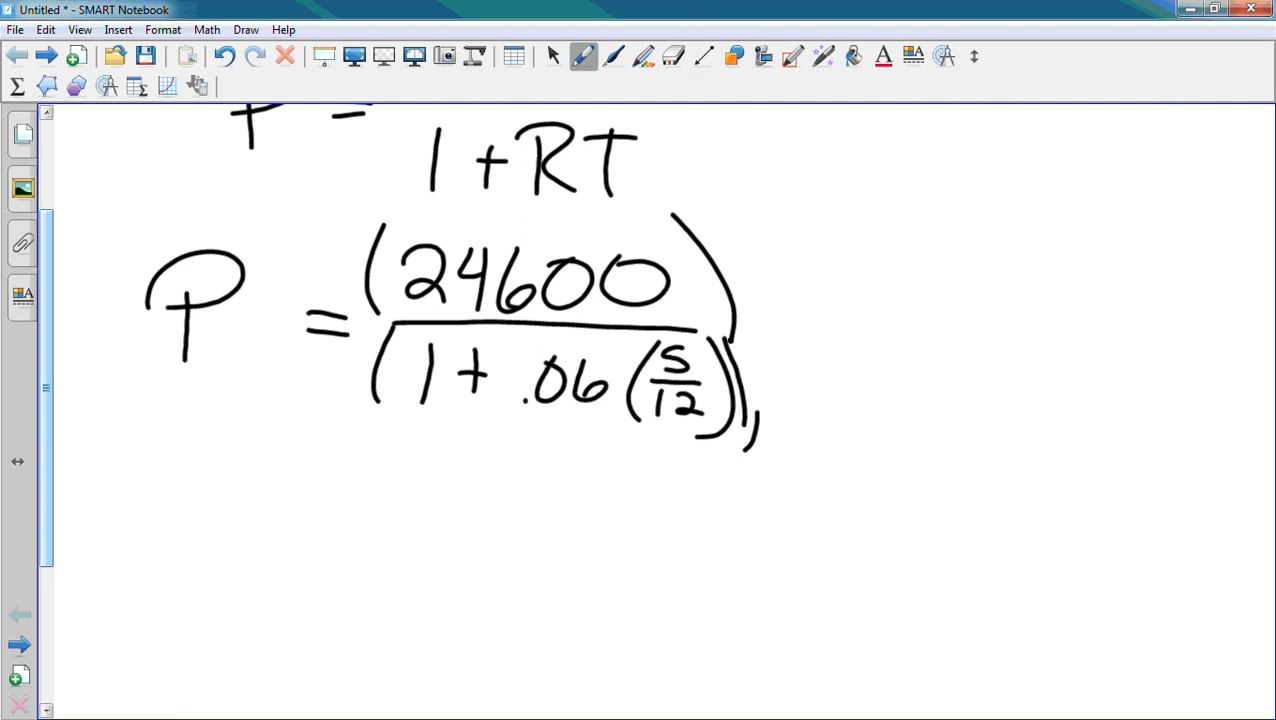 Untitled * - SMART Notebook
File Edit View Insert Format Math Draw Help
P =
1 + RT
P = (24600)
(1 + .06 (5/12)),